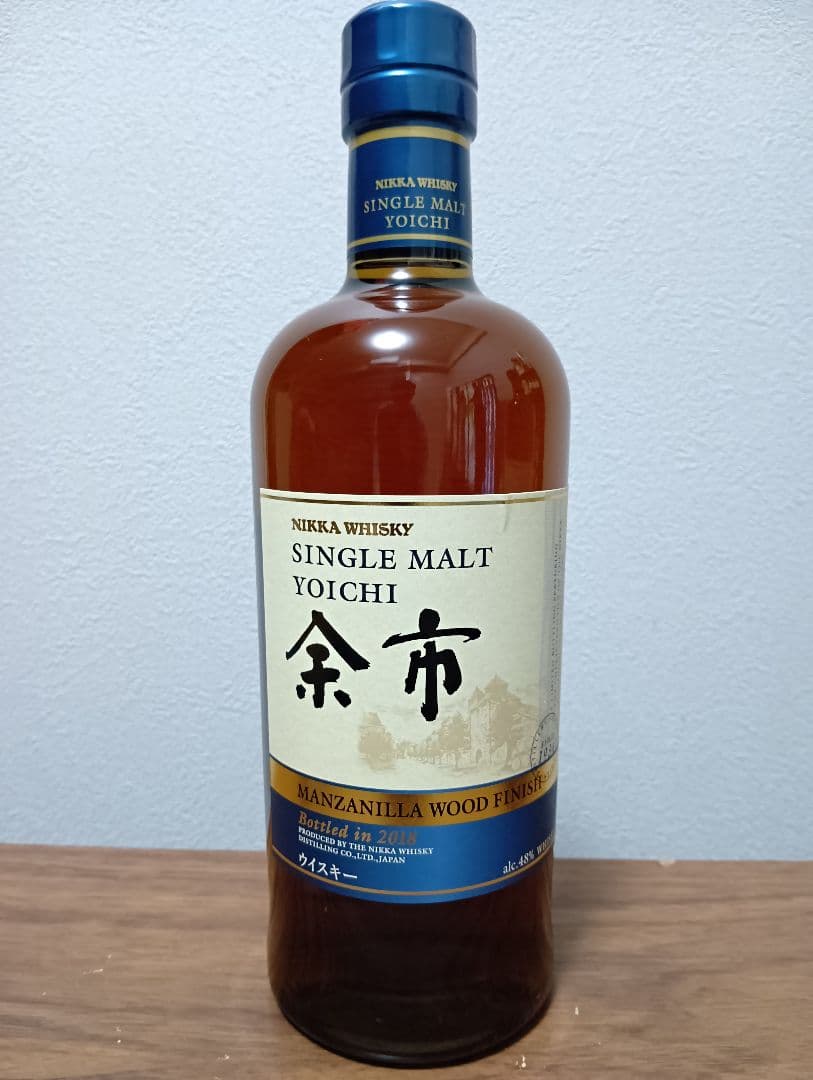 NIKKA WHISKY
SINGLE MALT
YOICHI
NIKKA WHISKY
SINGLE MALT
YOICHI
余市
MANZANILLA WOOD FINISH
Bottled in 2018
PRODUCED BY THE NIKKA WHISKY
DISTILLING CO.,LTD.,JAPAN
ウイスキー
alc.48%